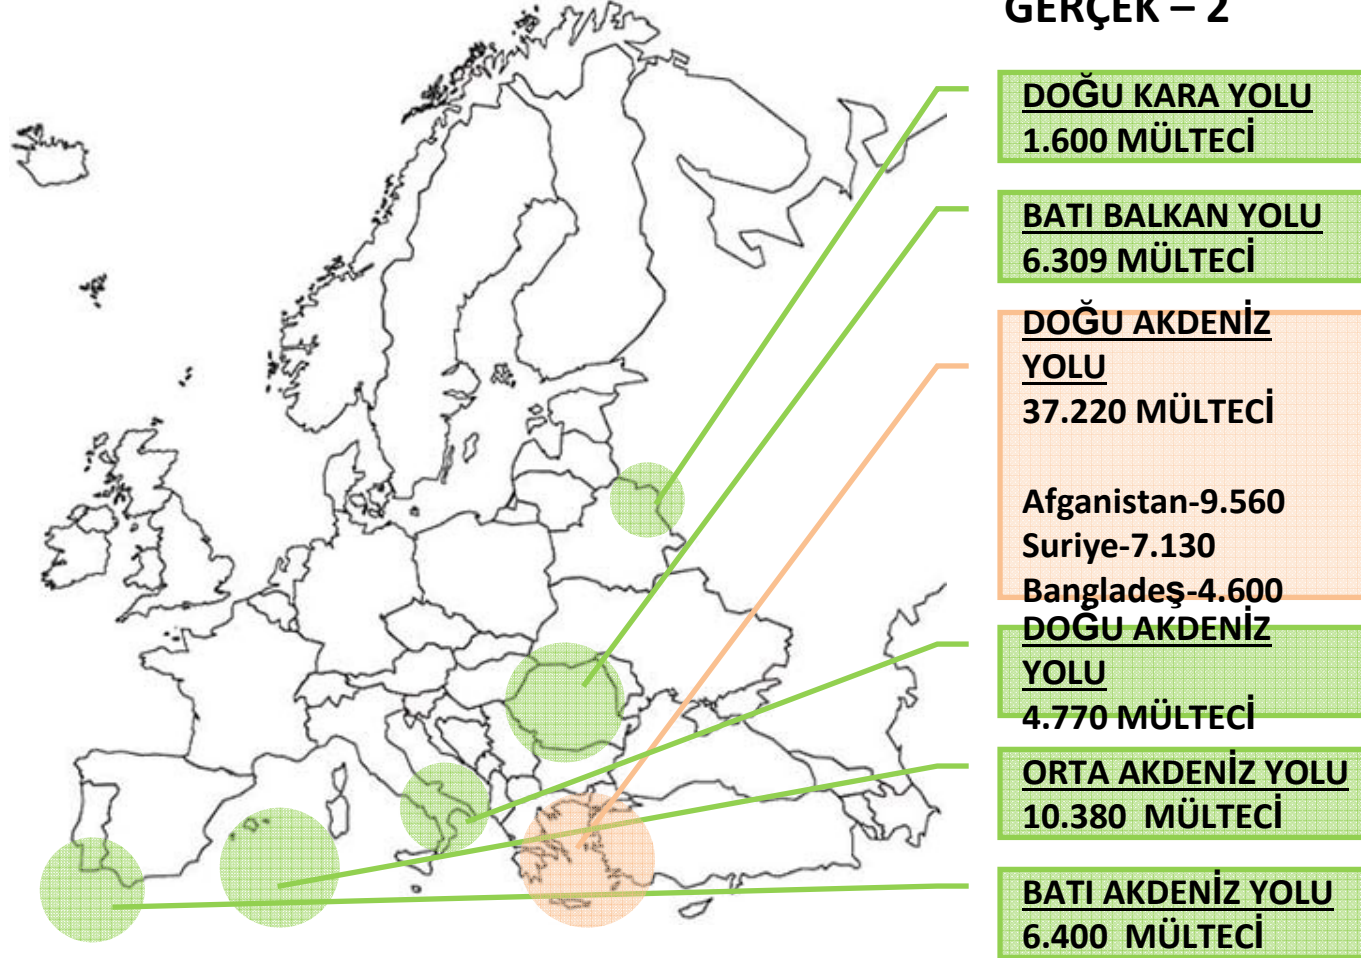 GERÇEK – 2
DOĞU KARA YOLU
1.600 MÜLTECİ
BATI BALKAN YOLU
6.309 MÜLTECİ
DOĞU AKDENİZ
YOLU
37.220 MÜLTECİ
Afganistan-9.560
Suriye-7.130
Bangladeş-4.600
DOĞU AKDENİZ
YOLU
4.770 MÜLTECİ
ORTA AKDENİZ YOLU
10.380 MÜLTECİ
BATI AKDENİZ YOLU
6.400 MÜLTECİ